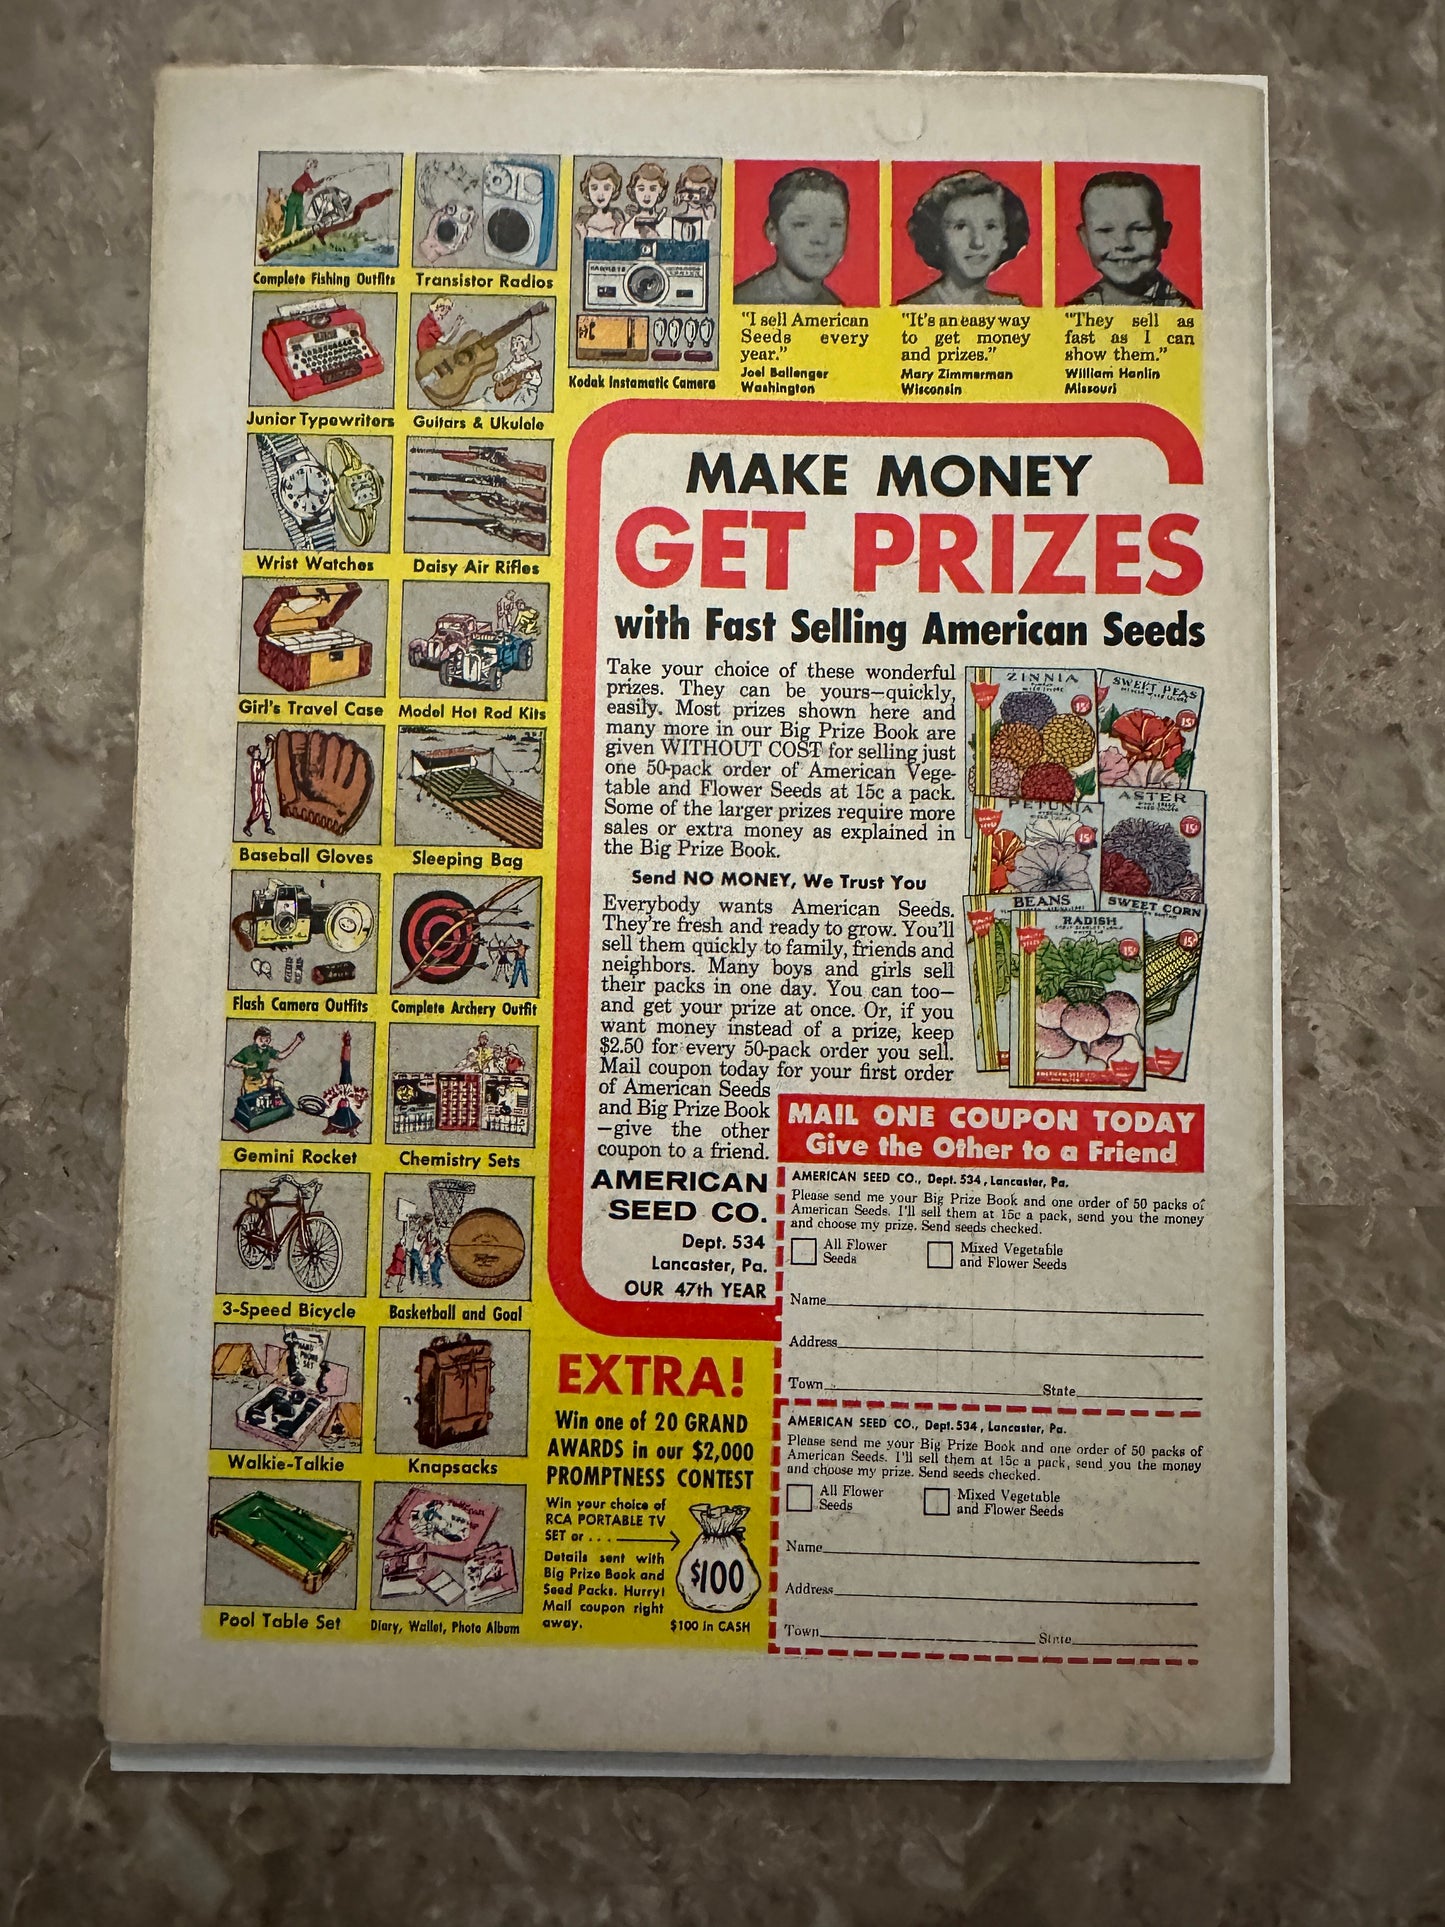 Complete Fishing Outfits
Transistor Radios
Kodak Instamatic Camera
Junior Typewriters
Guitars & Ukulele
Wrist Watches
Daisy Air Rifles
Girl's Travel Case
Model Hot Rod Kits
Baseball Gloves
Sleeping Bag
Flash Camera Outfits
Complete Archery Outfit
Gemini Rocket
Chemistry Sets
3-Speed Bicycle
Basketball and Goal
Walkie-Talkie
Knapsacks
Pool Table Set
Diary, Wallet, Photo Album
"I sell American
Seeds every
year."
Joel Ballenger
Washington
"It's an easy way
to get money
and prizes."
Mary Zimmerman
Wisconsin
"They sell as
fast as I can
show them."
William Hanlin
Missouri
MAKE MONEY
GET PRIZES
with Fast Selling American Seeds
Take your choice of these wonderful
prizes. They can be yours—quickly,
easily. Most prizes shown here and
many more in our Big Prize Book are
given WITHOUT COST for selling just
one 50-pack order of American Vege-
table and Flower Seeds at 15c a pack.
Some of the larger prizes require more
sales or extra money as explained in
the Big Prize Book.
Send NO MONEY, We Trust You
Everybody wants American Seeds.
They're fresh and ready to grow. You'll
sell them quickly to family, friends and
neighbors. Many boys and girls sell
their packs in one day. You can too—
and get your prize at once. Or, if you
want money instead of a prize, keep
$2.50 for every 50-pack order you sell.
Mail coupon today for your first order
of American Seeds
and Big Prize Book
—give the other
coupon to a friend.
AMERICAN
SEED CO.
Dept. 534
Lancaster, Pa.
OUR 47th YEAR
ZINNIA
15¢
SWEET PEAS
15¢
PETUNIA
15¢
ASTER
15¢
BEANS
SWEET CORN
15¢
RADISH
15¢
MAIL ONE COUPON TODAY
Give the Other to a Friend
AMERICAN SEED CO., Dept. 534, Lancaster, Pa.
Please send me your Big Prize Book and one order of 50 packs of
American Seeds. I'll sell them at 15c a pack, send you the money
and choose my prize. Send seeds checked.
All Flower Seeds
Mixed Vegetable and Flower Seeds
Name
Address
Town State
AMERICAN SEED CO., Dept. 534, Lancaster, Pa.
Please send me your Big Prize Book and one order of 50 packs of
American Seeds. I'll sell them at 15c a pack, send you the money
and choose my prize. Send seeds checked.
All Flower Seeds
Mixed Vegetable and Flower Seeds
Name
Address
Town State
EXTRA!
Win one of 20 GRAND
AWARDS in our $2,000
PROMPTNESS CONTEST
Win your choice of
RCA PORTABLE TV
SET or . . .
Details sent with
Big Prize Book and
Seed Packs. Hurry!
Mail coupon right
away.
$100
$100 in CASH